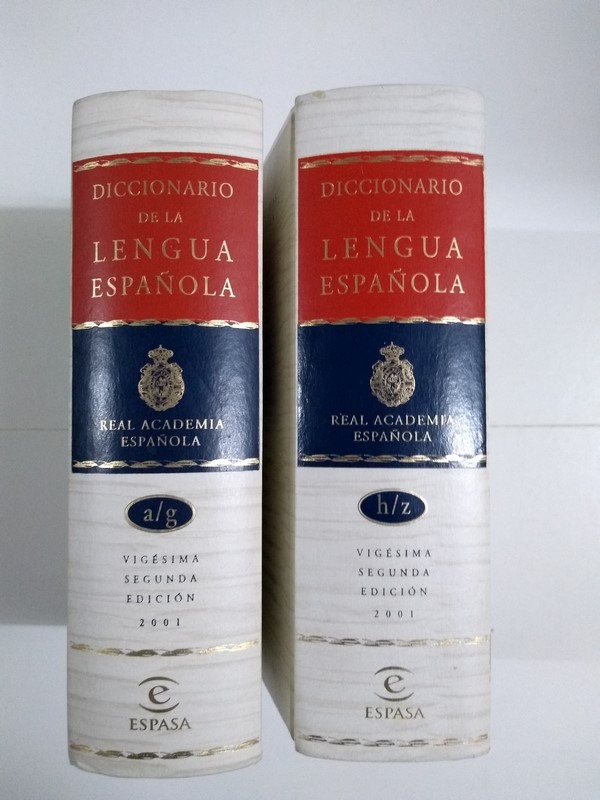 DICCIONARIO
DE LA
LENGUA
ESPAÑOLA
REAL ACADEMIA
ESPAÑOLA
a/g
VIGÉSIMA
SEGUNDA
EDICIÓN
2001
e
ESPASA
DICCIONARIO
DE LA
LENGUA
ESPAÑOLA
REAL ACADEMIA
ESPAÑOLA
h/z
VIGÉSIMA
SEGUNDA
EDICIÓN
2001
e
ESPASA